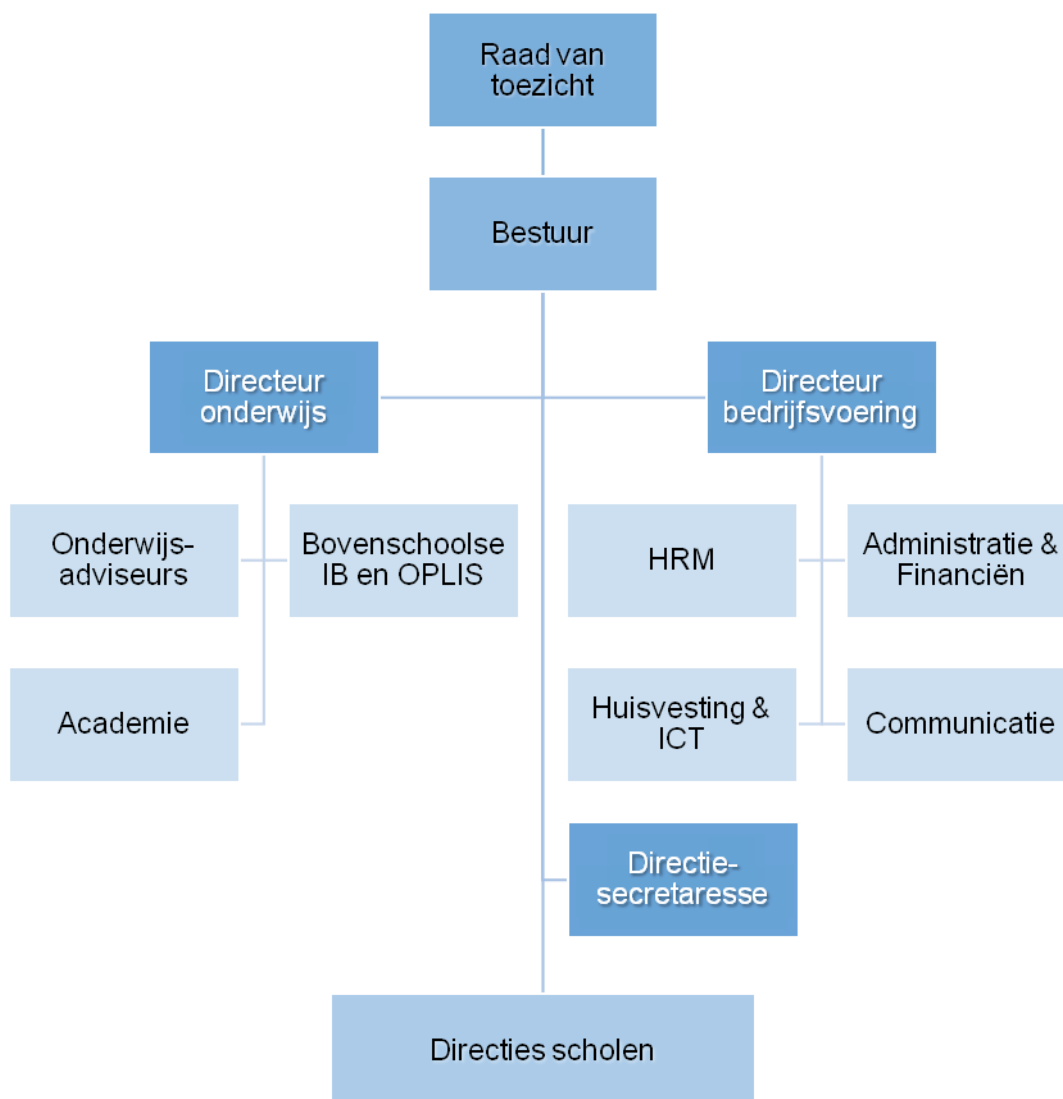 Raad van
toezicht
Bestuur
Directeur
onderwijs
Directeur
bedrijfsvoering
Onderwijs-
adviseurs
Bovenschoolse
IB en OPLIS
HRM
Administratie &
Financiën
Academie
Huisvesting &
ICT
Communicatie
Directie-
secretaresse
Directies scholen